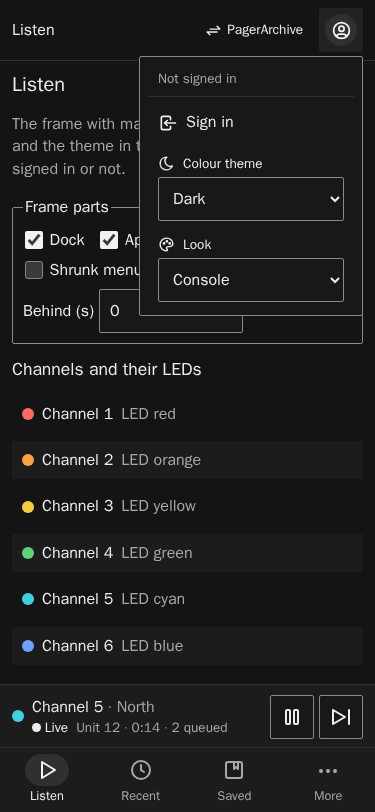 Listen
PagerArchive
Not signed in
Sign in
Colour theme
Dark
Look
Console
Listen
The frame with ma
and the theme in t
signed in or not.
Frame parts
Dock
Ap
Shrunk menu
Behind (s) 0
Channels and their LEDs
Channel 1 LED red
Channel 2 LED orange
Channel 3 LED yellow
Channel 4 LED green
Channel 5 LED cyan
Channel 6 LED blue
Channel 5 · North
Live Unit 12 · 0:14 · 2 queued
Listen Recent Saved More